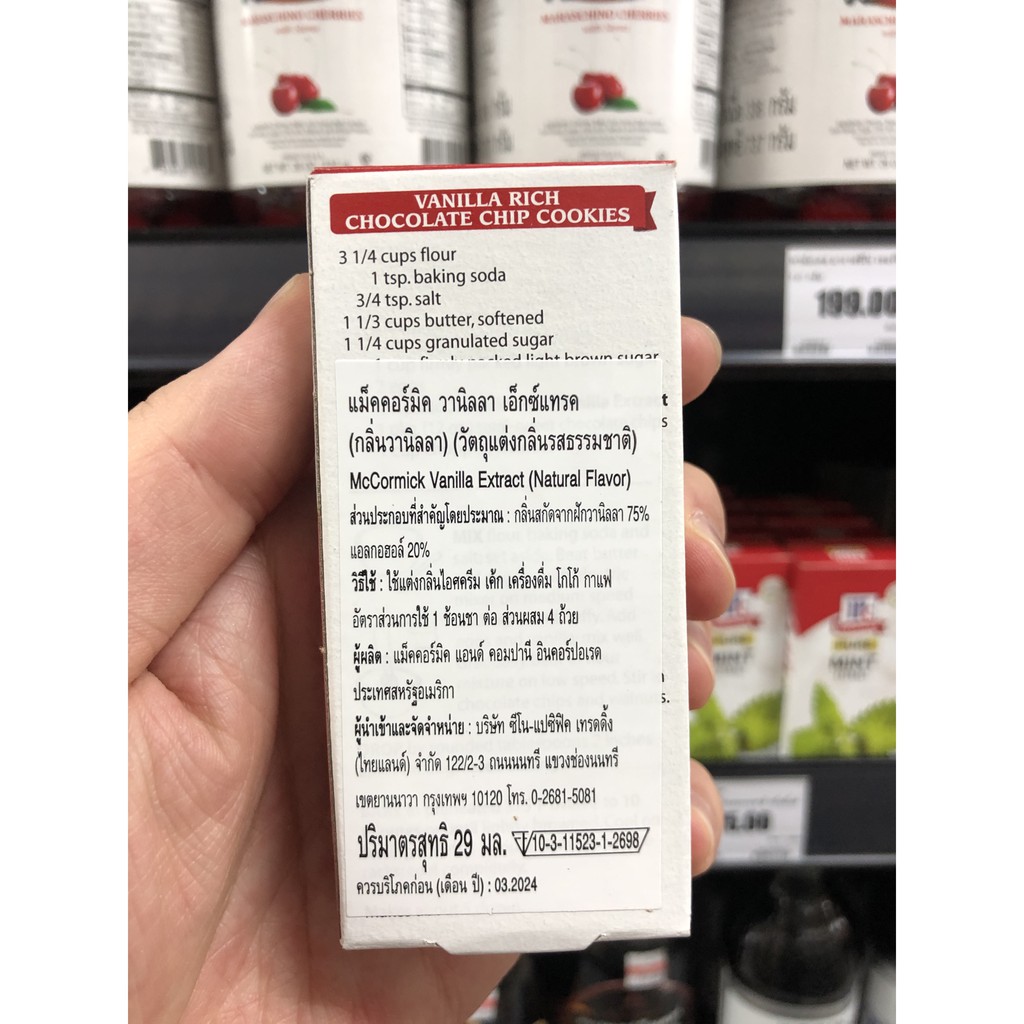 MARASCHINO CHERRIES
MARASCHINO CHERRIES
VANILLA RICH
CHOCOLATE CHIP COOKIES
3 1/4 cups flour
1 tsp. baking soda
3/4 tsp. salt
1 1/3 cups butter, softened
1 1/4 cups granulated sugar
firmly packed light brown sugar
แม็คคอร์มิค วานิลลา เอ็กซ์แทรค
(กลิ่นวานิลลา) (วัตถุแต่งกลิ่นรสธรรมชาติ)
McCormick Vanilla Extract (Natural Flavor)
ส่วนประกอบที่สำคัญโดยประมาณ : กลิ่นสกัดจากฝักวานิลลา 75%
แอลกอฮอล์ 20%
วิธีใช้ : ใช้แต่งกลิ่นไอศครีม เค้ก เครื่องดื่ม โกโก้ กาแฟ
อัตราส่วนการใช้ 1 ช้อนชา ต่อ ส่วนผสม 4 ถ้วย
ผู้ผลิต : แม็คคอร์มิค แอนด์ คอมปานี อินคอร์ปอเรด
ประเทศสหรัฐอเมริกา
ผู้นำเข้าและจัดจำหน่าย : บริษัท ซีโน-แปซิฟิค เทรดดิ้ง
(ไทยแลนด์) จำกัด 122/2-3 ถนนนนทรี แขวงช่องนนทรี
เขตยานนาวา กรุงเทพฯ 10120 โทร. 0-2681-5081
ปริมาตรสุทธิ 29 มล. 10-3-11523-1-2698
ควรบริโภคก่อน (เดือน ปี) : 03.2024
199.00
MINT
MINT